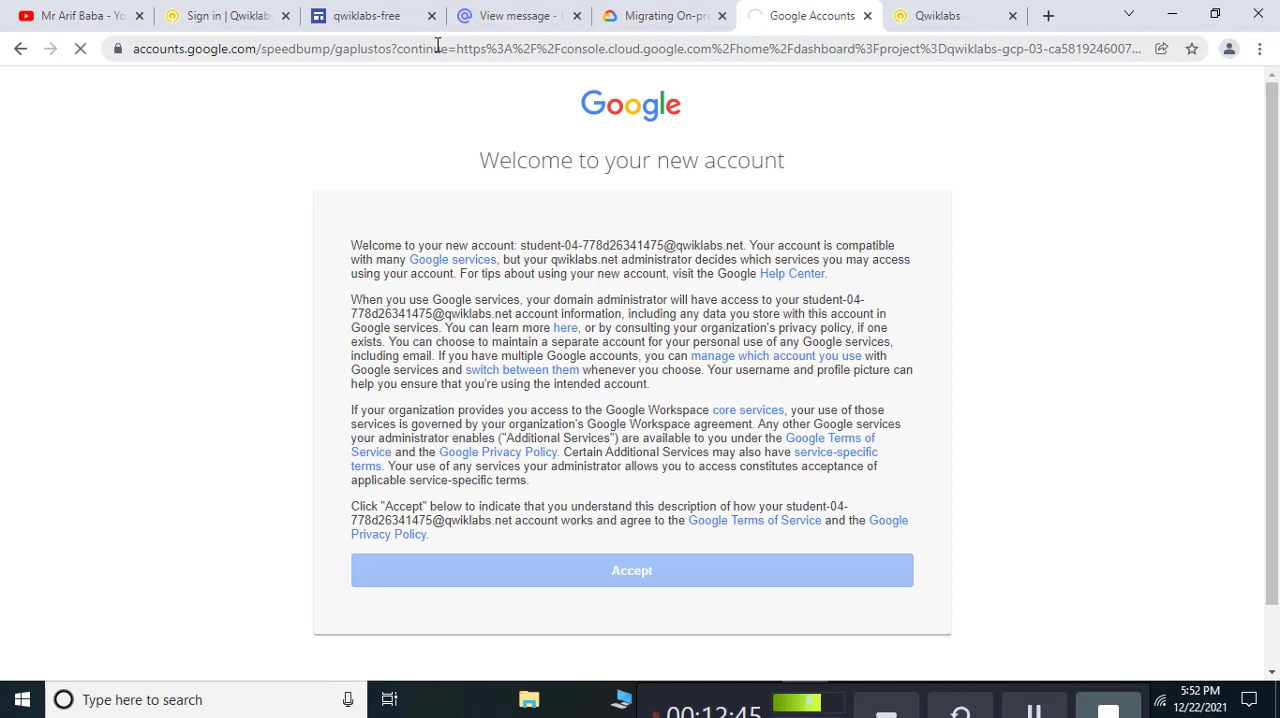 Mr Arif Baba - Yo
Sign in | Qwiklabs
qwiklabs-free
View message -
Migrating On-pre
Google Accounts
Qwiklabs
accounts.google.com/speedbump/gaplustos?continue=https%3A%2F%2Fconsole.cloud.google.com%2Fhome%2Fdashboard%3Fproject%3Dqwiklabs-gcp-03-ca5819246007...
Google
Welcome to your new account
Welcome to your new account: student-04-778d26341475@qwiklabs.net. Your account is compatible
with many Google services, but your qwiklabs.net administrator decides which services you may access
using your account. For tips about using your new account, visit the Google Help Center.
When you use Google services, your domain administrator will have access to your student-04-
778d26341475@qwiklabs.net account information, including any data you store with this account in
Google services. You can learn more here, or by consulting your organization's privacy policy, if one
exists. You can choose to maintain a separate account for your personal use of any Google services,
including email. If you have multiple Google accounts, you can manage which account you use with
Google services and switch between them whenever you choose. Your username and profile picture can
help you ensure that you're using the intended account.
If your organization provides you access to the Google Workspace core services, your use of those
services is governed by your organization's Google Workspace agreement. Any other Google services
your administrator enables ("Additional Services") are available to you under the Google Terms of
Service and the Google Privacy Policy. Certain Additional Services may also have service-specific
terms. Your use of any services your administrator allows you to access constitutes acceptance of
applicable service-specific terms.
Click "Accept" below to indicate that you understand this description of how your student-04-
778d26341475@qwiklabs.net account works and agree to the Google Terms of Service and the Google
Privacy Policy.
Accept
Type here to search
00:12:45
5:52 PM
12/22/2021